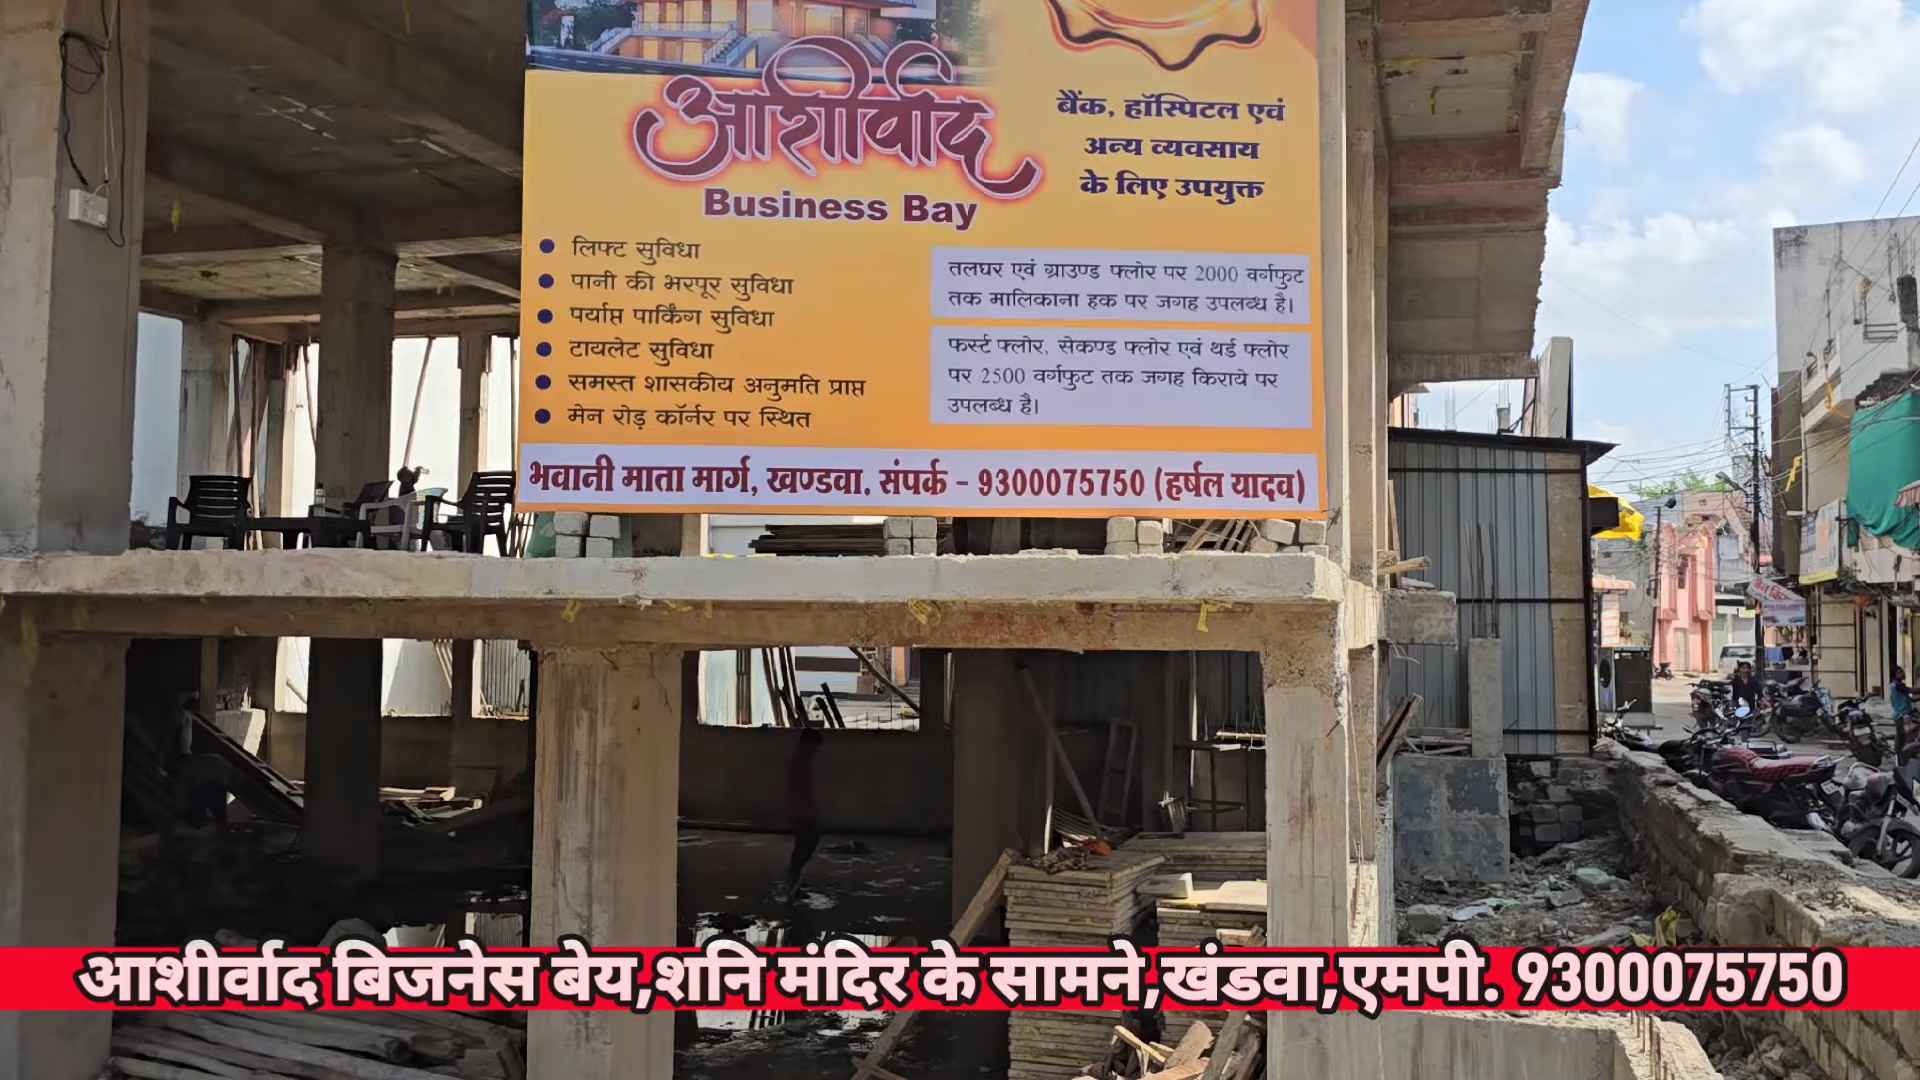 आशीर्वाद
Business Bay
बैंक, हॉस्पिटल एवं
अन्य व्यवसाय
के लिए उपयुक्त
लिफ्ट सुविधा
पानी की भरपूर सुविधा
पर्याप्त पार्किंग सुविधा
टायलेट सुविधा
समस्त शासकीय अनुमति प्राप्त
मेन रोड़ कॉर्नर पर स्थित
तलघर एवं ग्राउण्ड फ्लोर पर 2000 वर्गफुट
तक मालिकाना हक पर जगह उपलब्ध है।
फर्स्ट फ्लोर, सेकण्ड फ्लोर एवं थर्ड फ्लोर
पर 2500 वर्गफुट तक जगह किराये पर
उपलब्ध है।
भवानी माता मार्ग, खण्डवा. संपर्क - 9300075750 (हर्षल यादव)
आशीर्वाद बिजनेस बेय,शनि मंदिर के सामने,खंडवा,एमपी. 9300075750